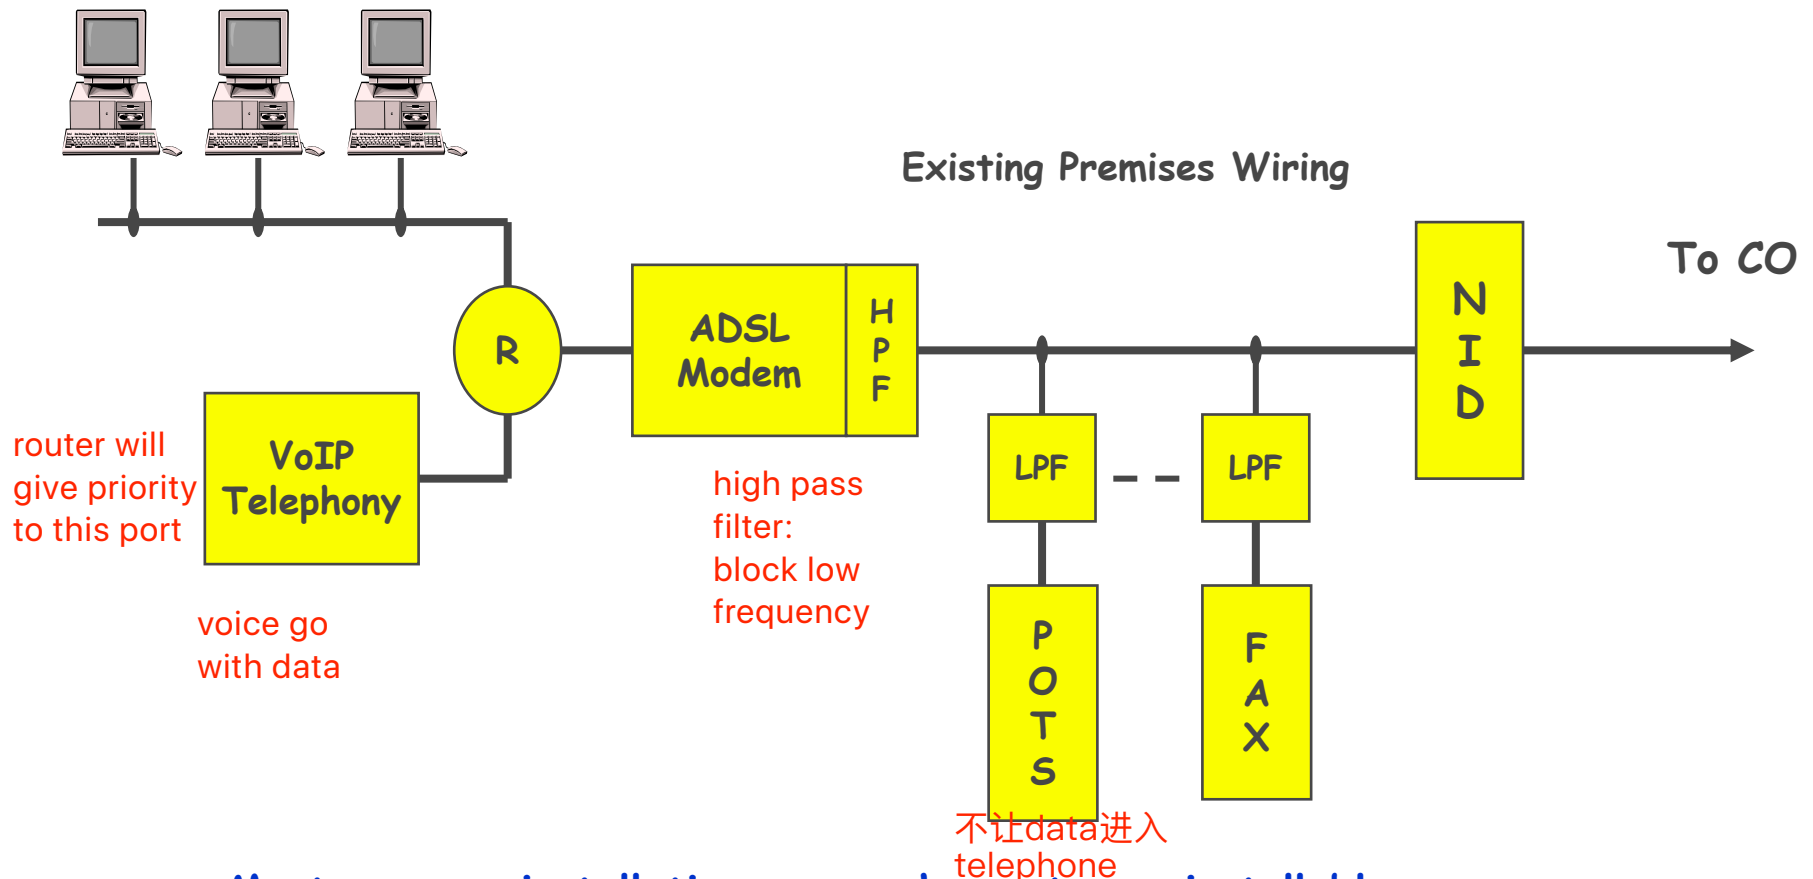 Existing Premises Wiring
To CO
R
ADSL
Modem
H
P
F
N
I
D
VoIP
Telephony
LPF
LPF
router will
give priority
to this port
high pass
filter:
block low
frequency
voice go
with data
P
O
T
S
F
A
X
不让data进入
telephone